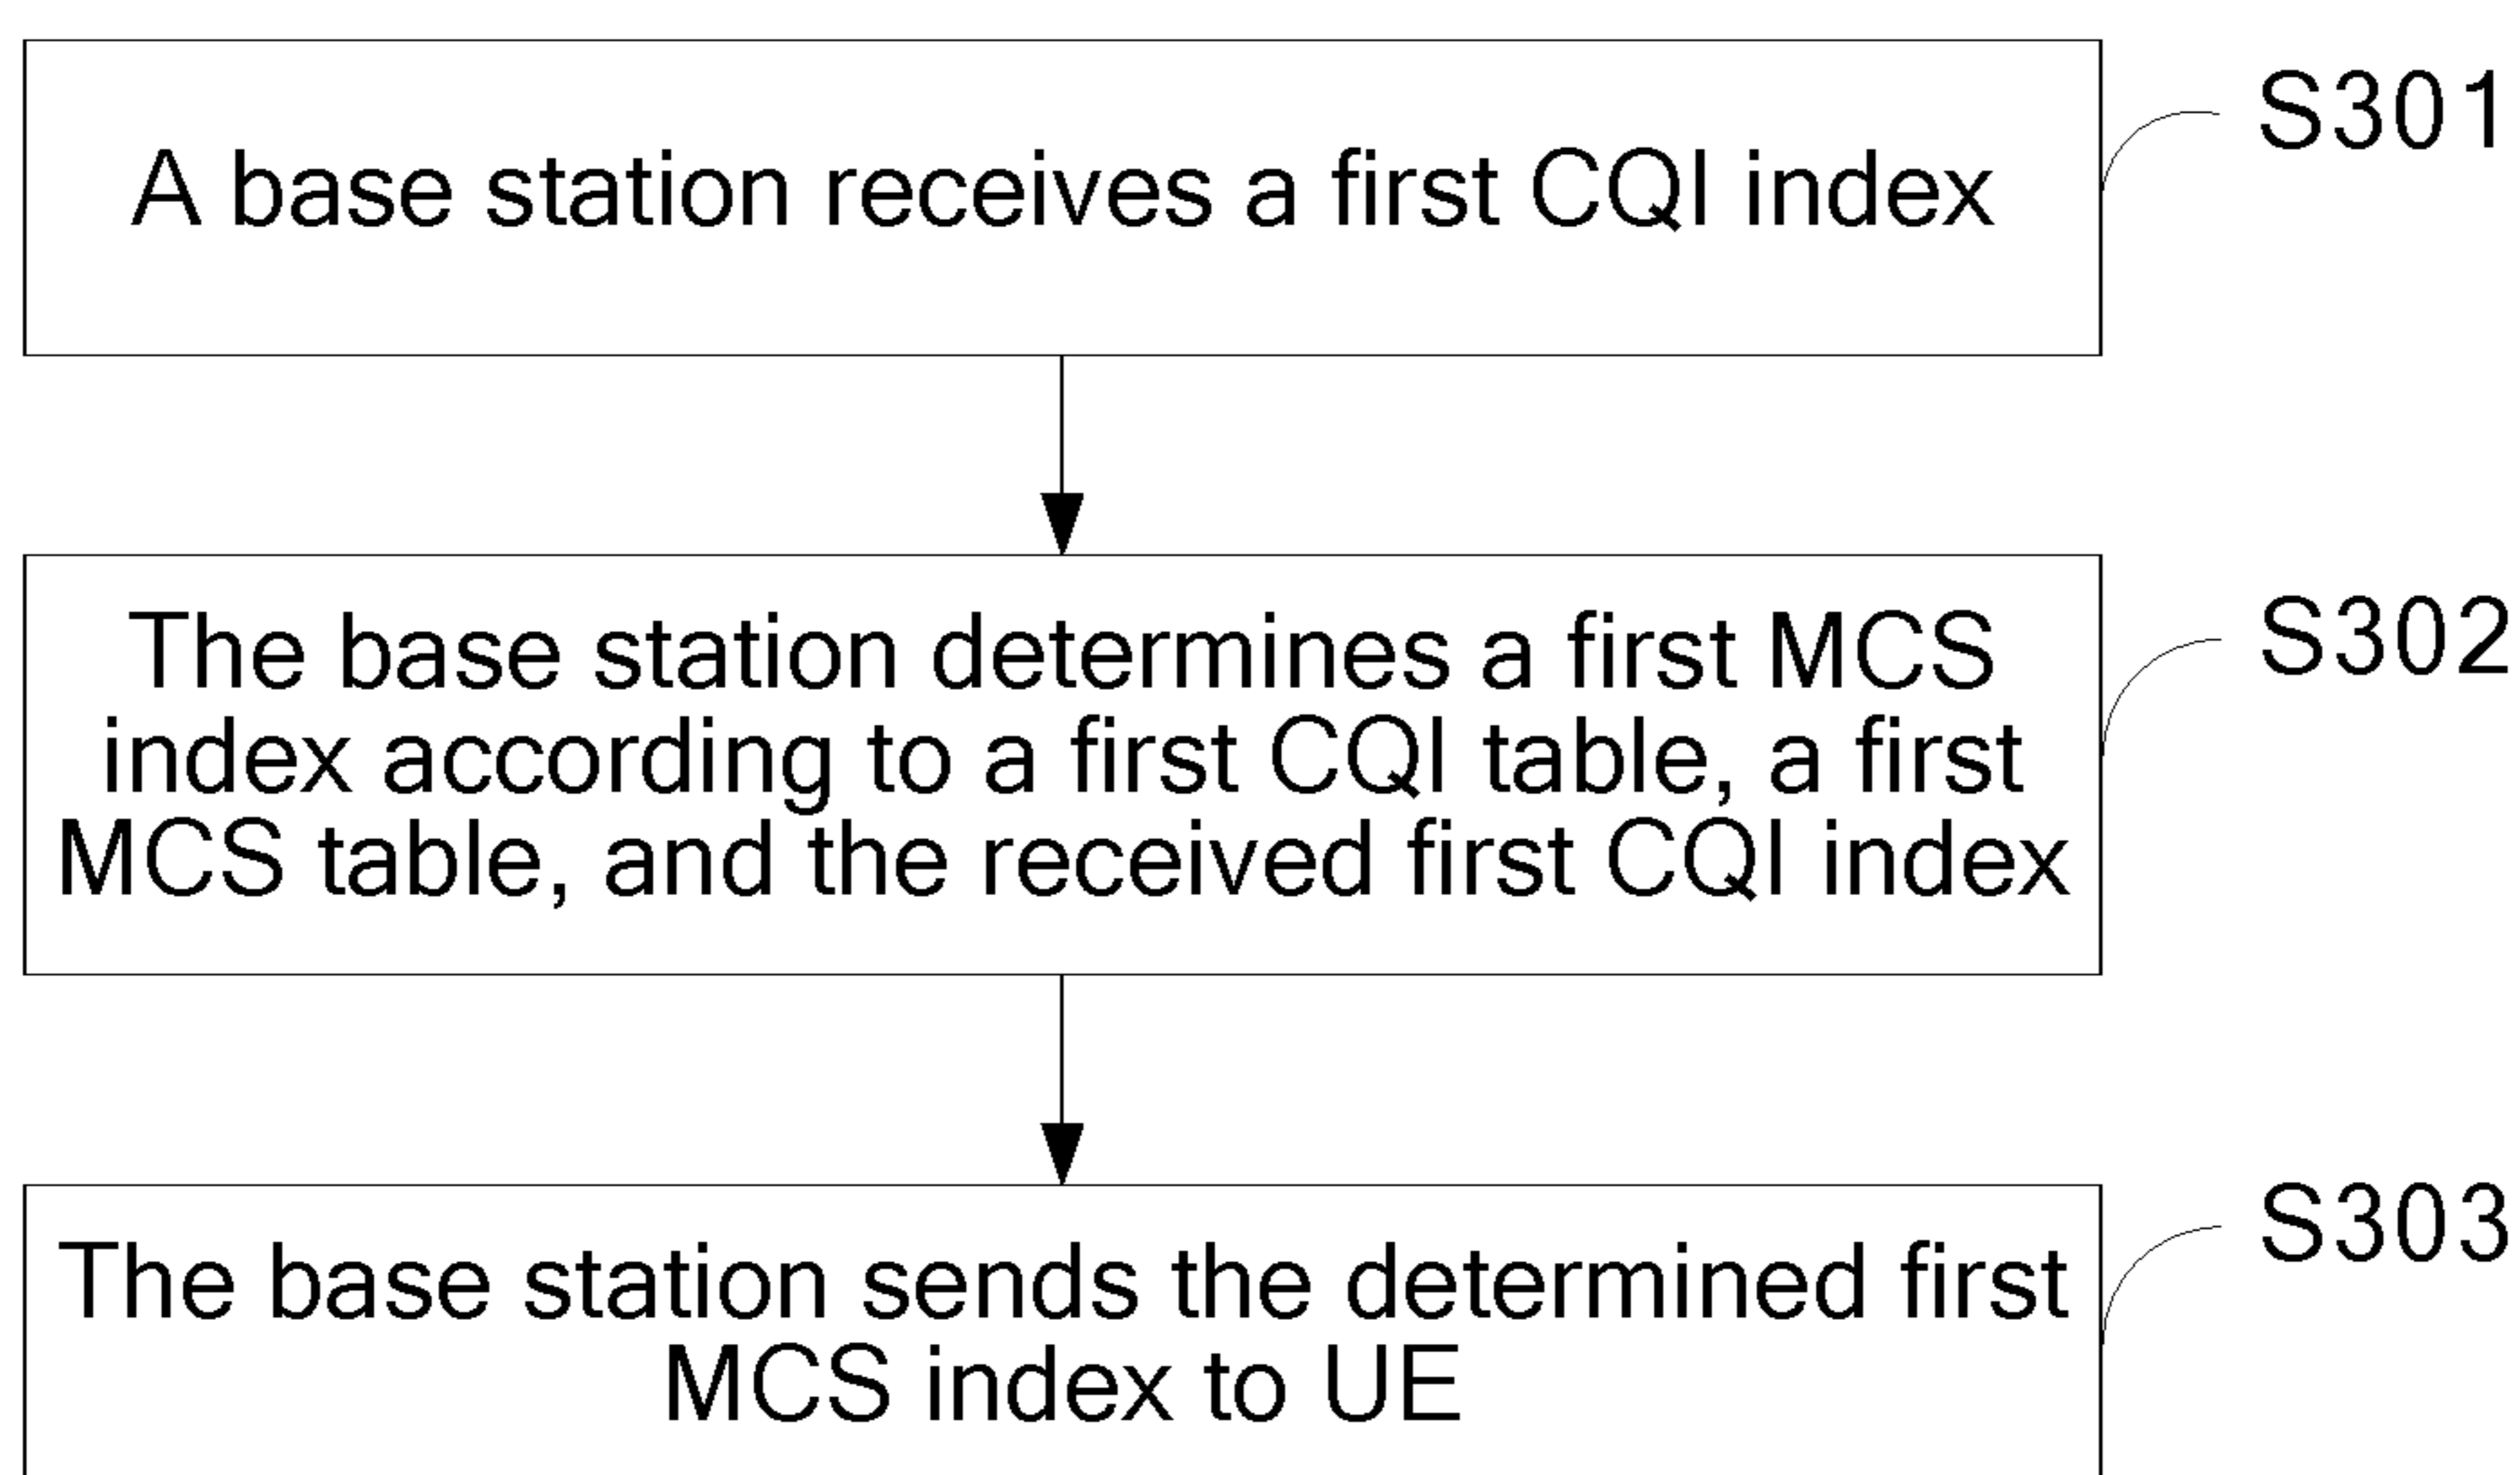 A base station receives a first CQI index
S301
The base station determines a first MCS
index according to a first CQI table, a first
MCS table, and the received first CQI index
S302
The base station sends the determined first
MCS index to UE
S303